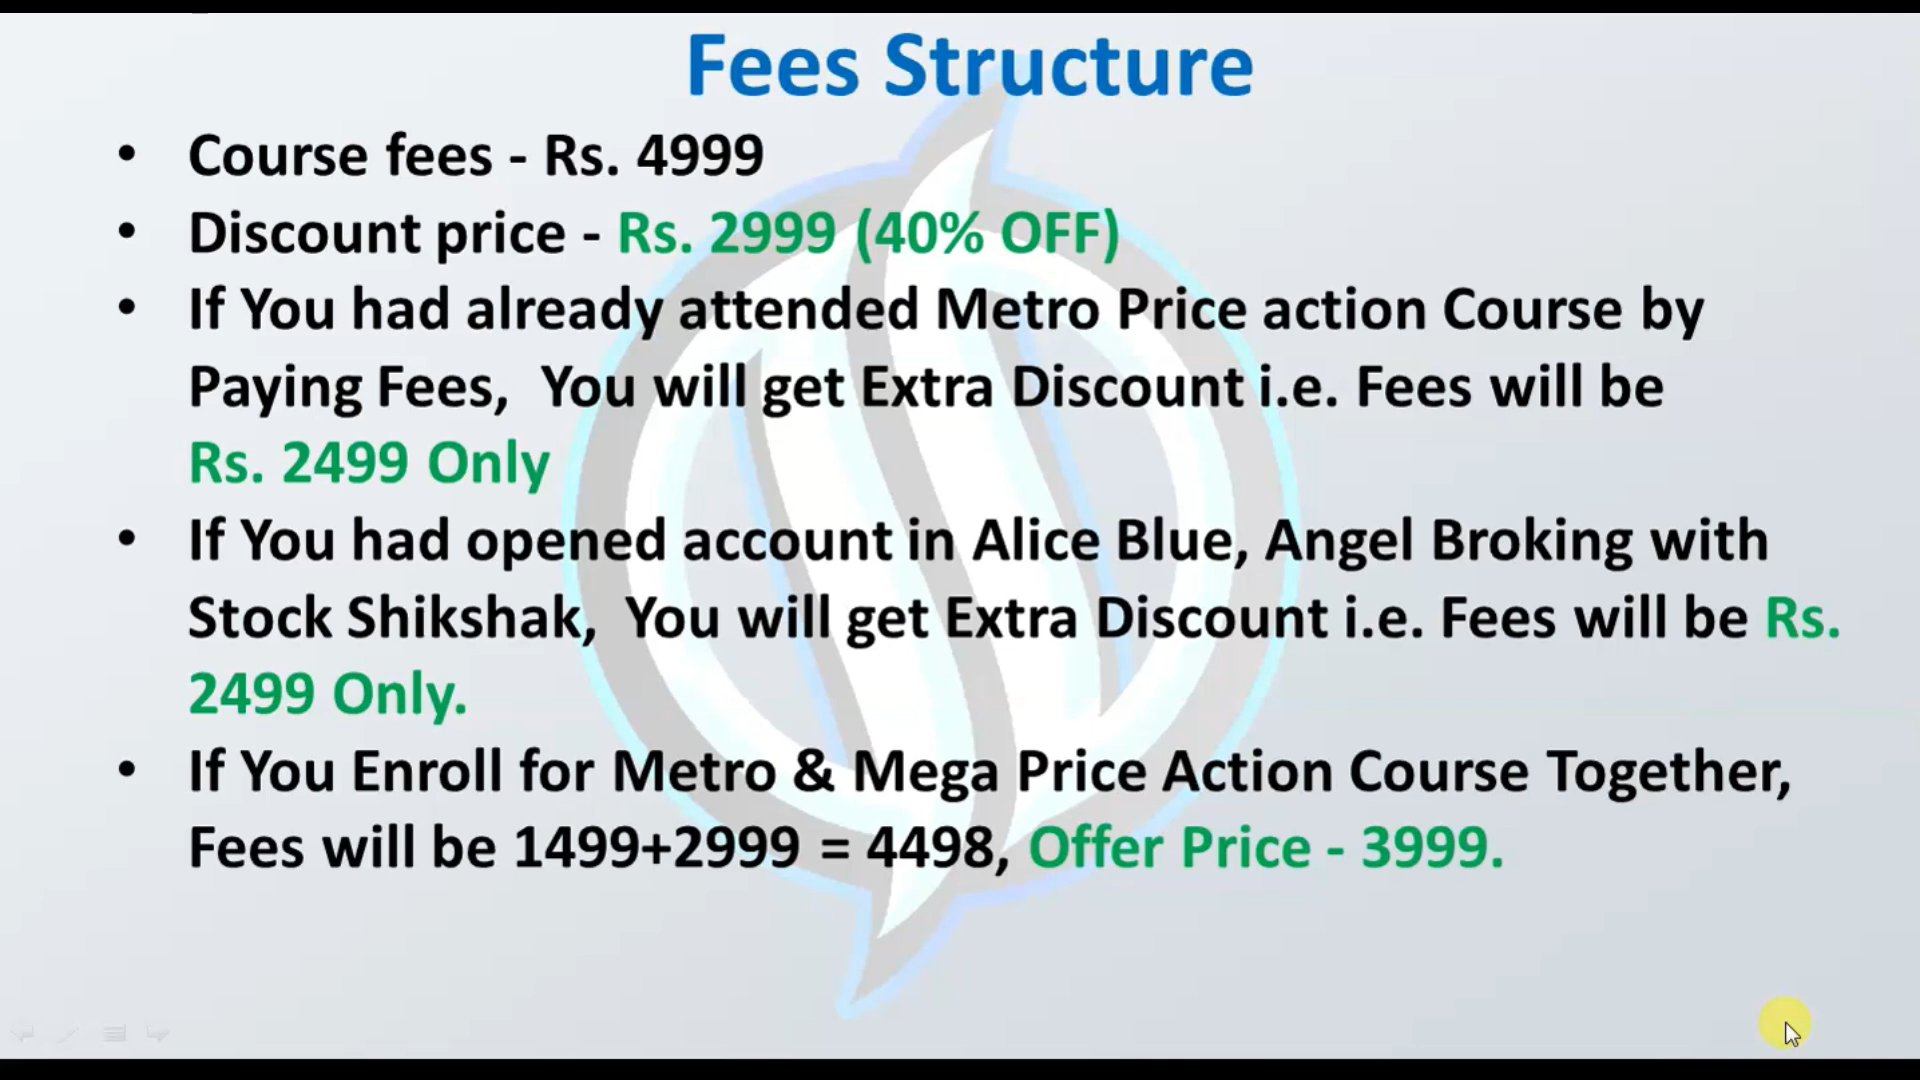 Fees Structure
• Course fees - Rs. 4999
• Discount price - Rs. 2999 (40% OFF)
• If You had already attended Metro Price action Course by
Paying Fees, You will get Extra Discount i.e. Fees will be
Rs. 2499 Only
• If You had opened account in Alice Blue, Angel Broking with
Stock Shikshak, You will get Extra Discount i.e. Fees will be Rs.
2499 Only.
• If You Enroll for Metro & Mega Price Action Course Together,
Fees will be 1499+2999 = 4498, Offer Price - 3999.